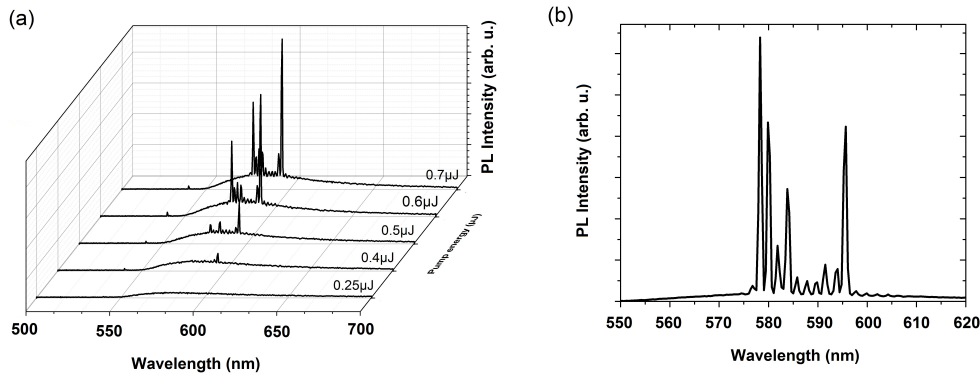 (a)
PL Intensity (arb. u.)
0.7μJ
0.6μJ
0.5μJ
0.4μJ
0.25μJ
Pump energy (μJ)
500 550 600 650 700
Wavelength (nm)
(b)
PL Intensity (arb. u.)
550 560 570 580 590 600 610 620
Wavelength (nm)